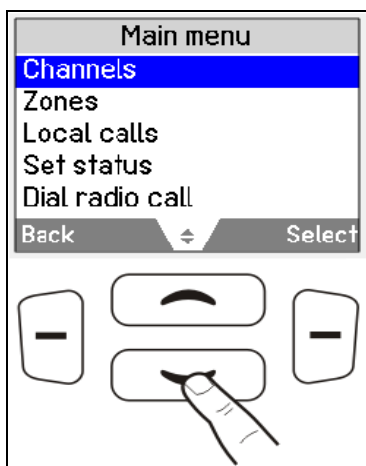 Main menu
Channels
Zones
Local calls
Set status
Dial radio call
Back Select